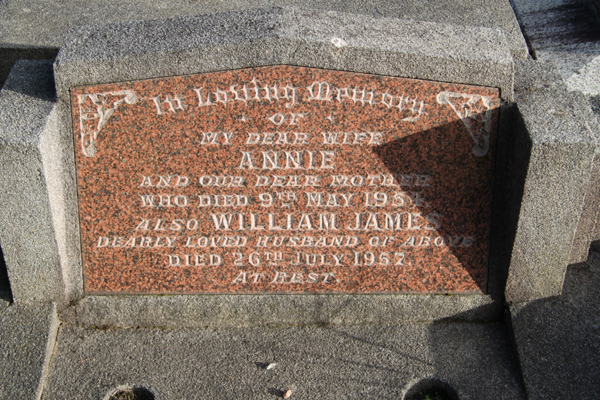 In Loving Memory
OF
MY DEAR WIFE
ANNIE
AND OUR DEAR MOTHER
WHO DIED 9TH MAY 1954.
ALSO WILLIAM JAMES
DEARLY LOVED HUSBAND OF ABOVE
DIED 26TH JULY 1957.
AT REST.